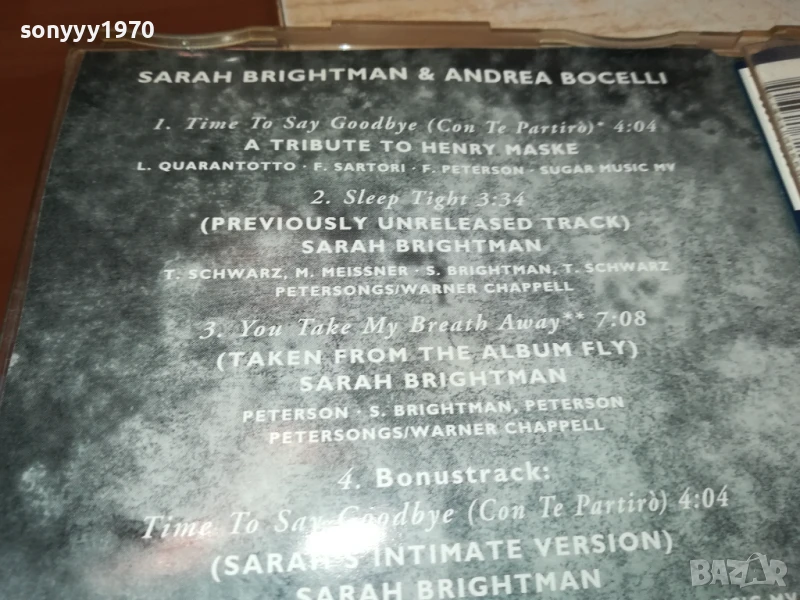 sonyyy1970
SARAH BRIGHTMAN & ANDREA BOCELLI
1. Time To Say Goodbye (Con Te Partirò)* 4:04
A TRIBUTE TO HENRY MASKE
L. QUARANTOTTO · F. SARTORI · F. PETERSON · SUGAR MUSIC MV
2. Sleep Tight 3:34
(PREVIOUSLY UNRELEASED TRACK)
SARAH BRIGHTMAN
T. SCHWARZ, M. MEISSNER · S. BRIGHTMAN, T. SCHWARZ
PETERSONGS/WARNER CHAPPELL
3. You Take My Breath Away** 7:08
(TAKEN FROM THE ALBUM FLY)
SARAH BRIGHTMAN
PETERSON · S. BRIGHTMAN, PETERSON
PETERSONGS/WARNER CHAPPELL
4. Bonustrack:
Time To Say Goodbye (Con Te Partirò) 4:04
(SARAH'S INTIMATE VERSION)
SARAH BRIGHTMAN
MUSIC MV
BAZAR